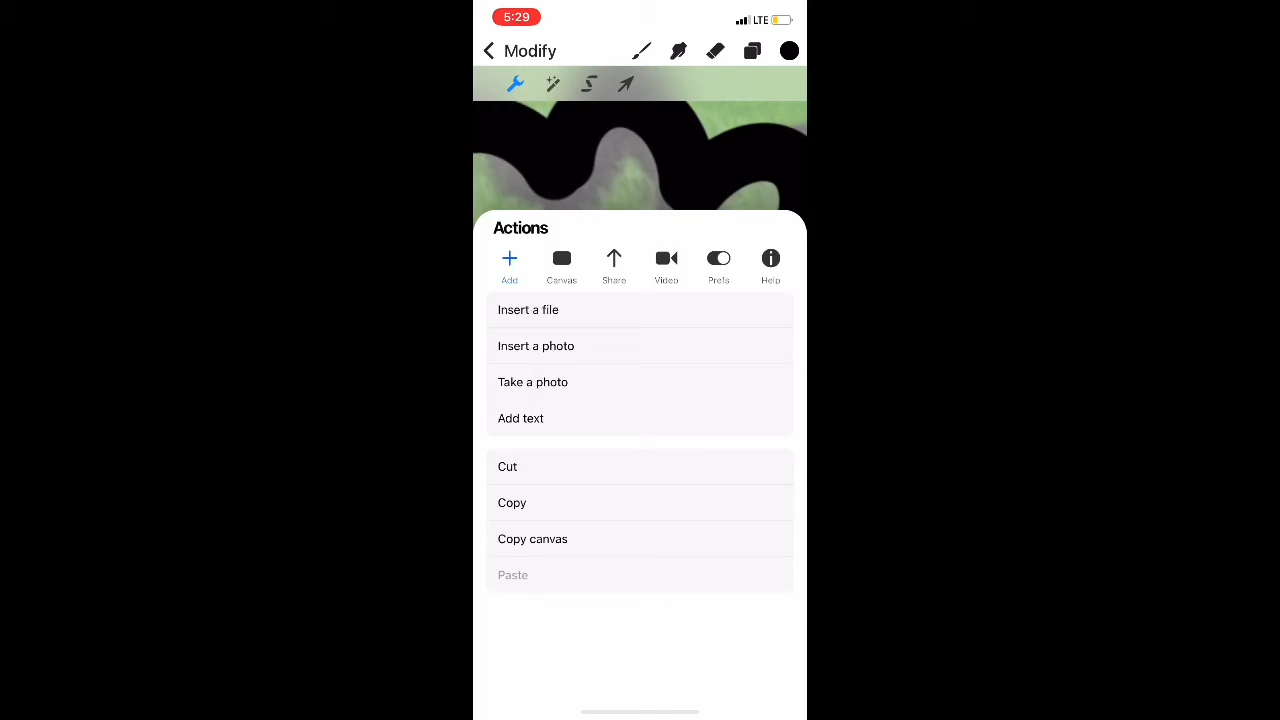 5:29
LTE
Modify
Actions
Add Canvas Share Video Prefs Help
Insert a file
Insert a photo
Take a photo
Add text
Cut
Copy
Copy canvas
Paste